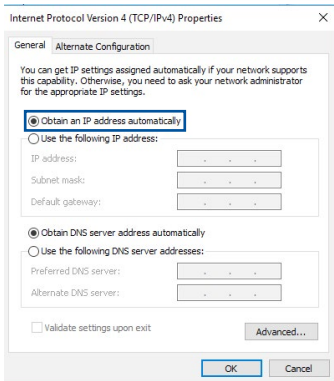 Internet Protocol Version 4 (TCP/IPv4) Properties
General
Alternate Configuration
You can get IP settings assigned automatically if your network supports
this capability. Otherwise, you need to ask your network administrator
for the appropriate IP settings.
Obtain an IP address automatically
Use the following IP address:
IP address:
Subnet mask:
Default gateway:
Obtain DNS server address automatically
Use the following DNS server addresses:
Preferred DNS server:
Alternate DNS server:
Validate settings upon exit
Advanced...
OK
Cancel